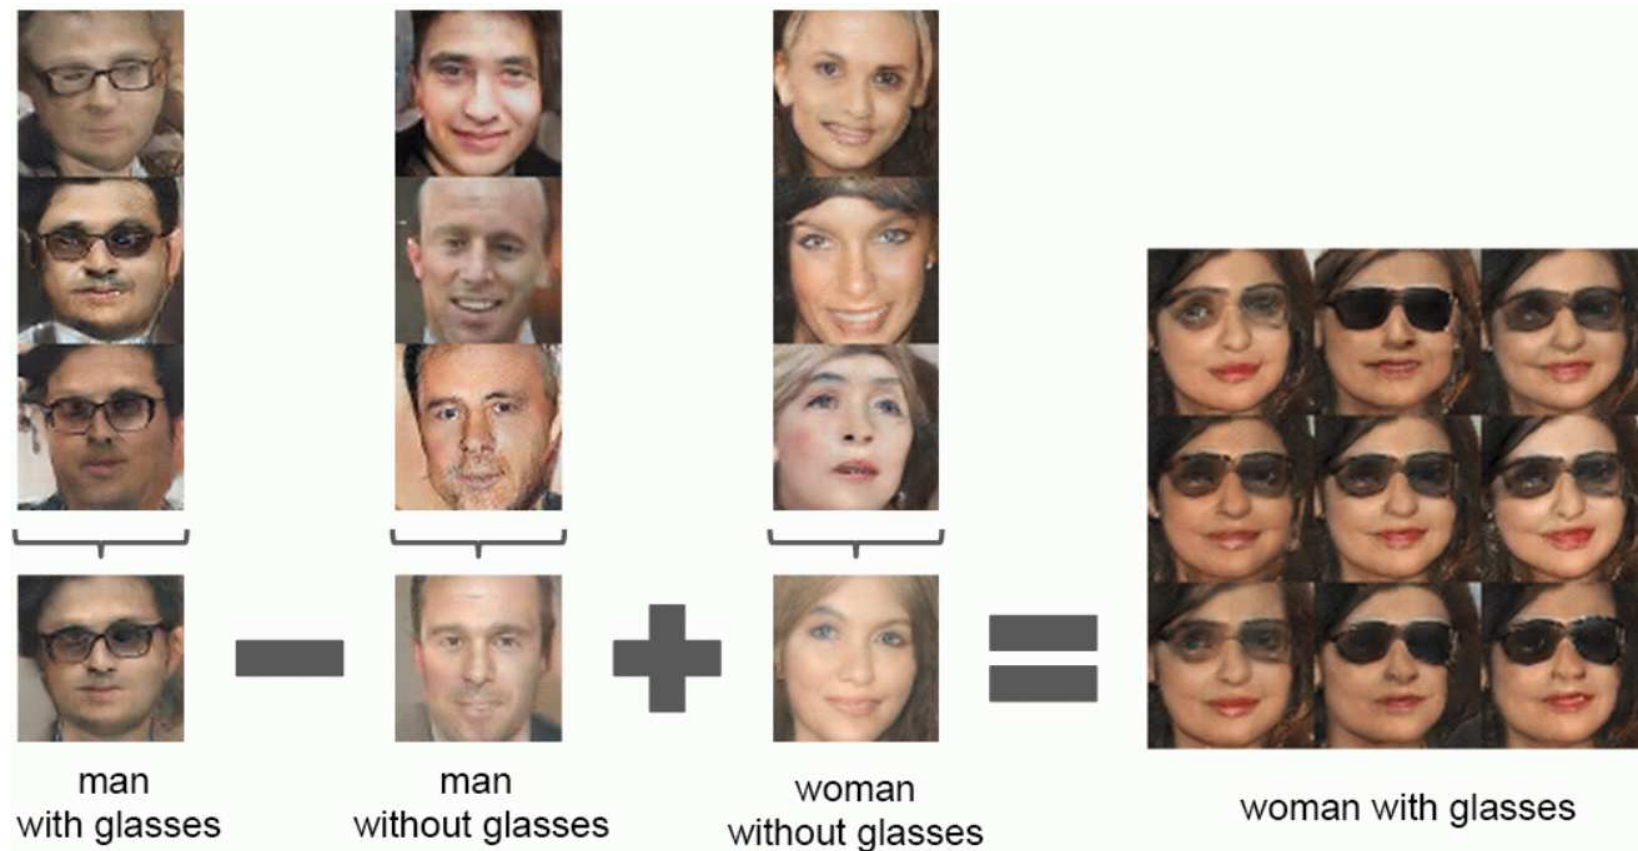 man
with glasses
man
without glasses
woman
without glasses
woman with glasses